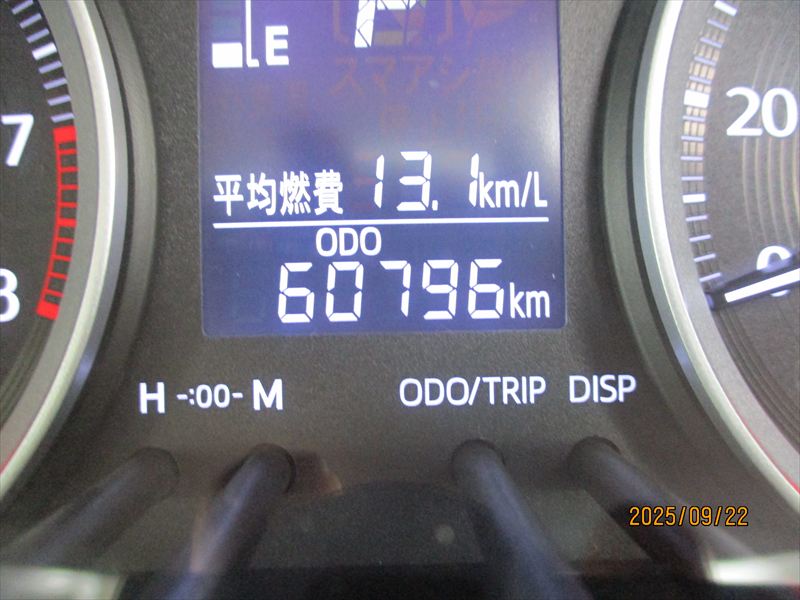 E
P
スマアシ
平均燃費 13.1km/L
ODO
60796km
7
8
20
0
H -:00- M
ODO/TRIP DISP
2025/09/22